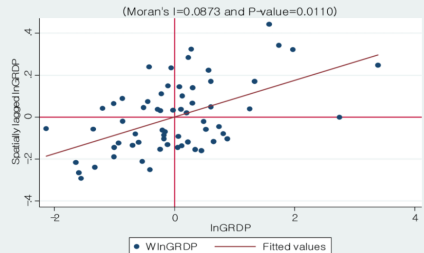 (Moran's I=0.0873 and P-value=0.0110)
Spatially lagged lnGRDP
.4
.2
0
-.2
-.4
-2
0
2
4
lnGRDP
WlnGRDP
Fitted values